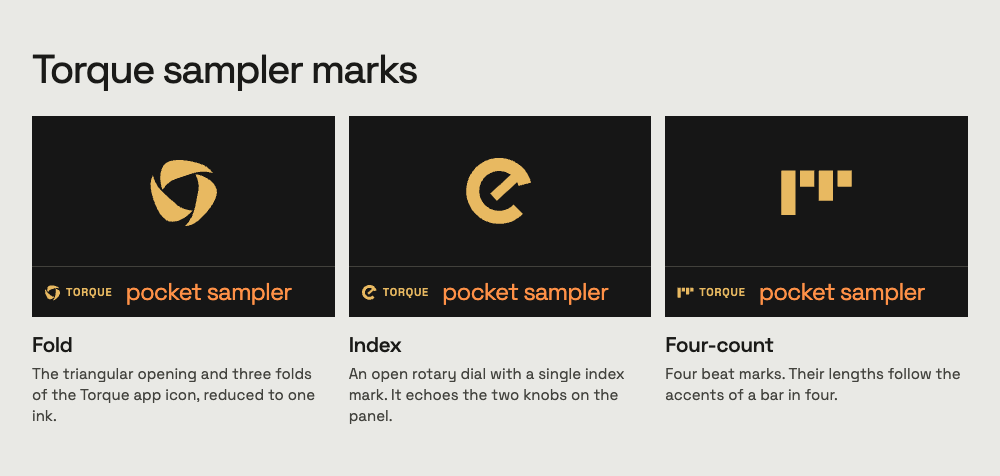 Torque sampler marks
TORQUE pocket sampler
TORQUE pocket sampler
TORQUE pocket sampler
Fold
The triangular opening and three folds
of the Torque app icon, reduced to one
ink.
Index
An open rotary dial with a single index
mark. It echoes the two knobs on the
panel.
Four-count
Four beat marks. Their lengths follow the
accents of a bar in four.